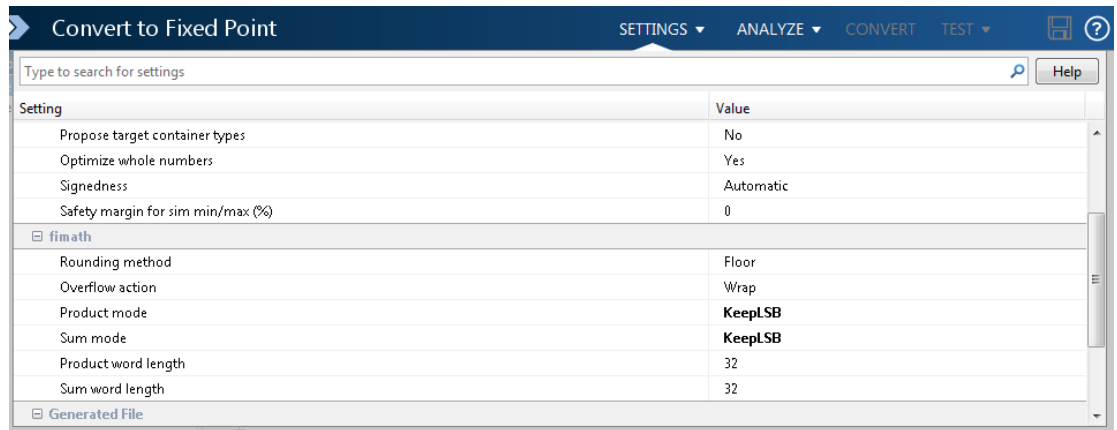 Convert to Fixed Point SETTINGS ANALYZE CONVERT TEST ?
Type to search for settings Help
Setting Value
Propose target container types No
Optimize whole numbers Yes
Signedness Automatic
Safety margin for sim min/max (%) 0
fimath
Rounding method Floor
Overflow action Wrap
Product mode KeepLSB
Sum mode KeepLSB
Product word length 32
Sum word length 32
Generated File